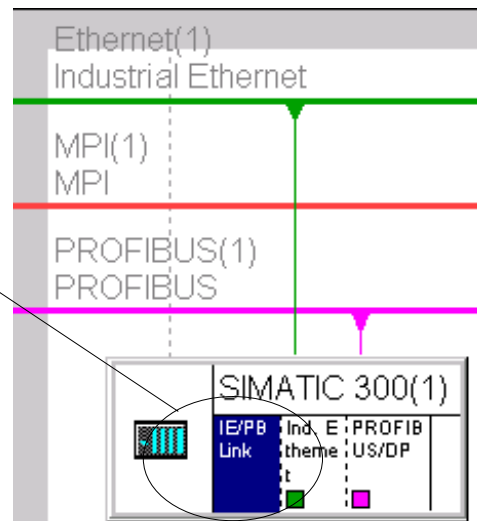 Ethernet(1)
Industrial Ethernet
MPI(1)
MPI
PROFIBUS(1)
PROFIBUS
SIMATIC 300(1)
IE/PB
Link
Ind. E
theme
t
PROFIB
US/DP